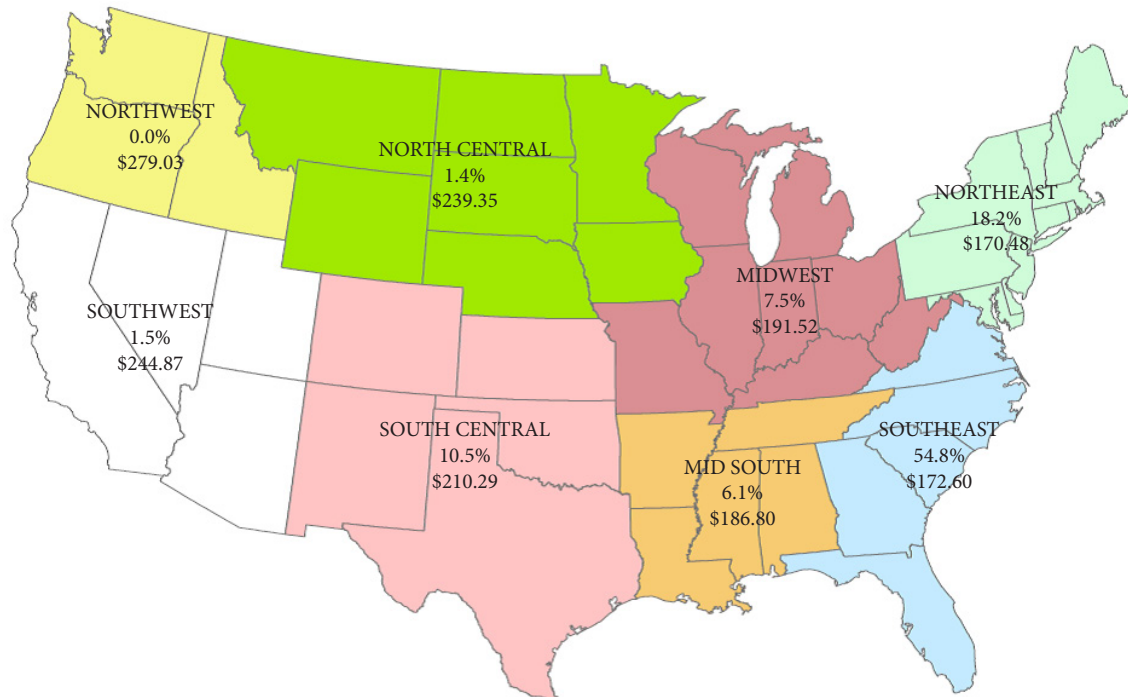 NORTHWEST
0.0%
$279.03
NORTH CENTRAL
1.4%
$239.35
NORTHEAST
18.2%
$170.48
MIDWEST
7.5%
$191.52
SOUTHWEST
1.5%
$244.87
SOUTH CENTRAL
10.5%
$210.29
MID SOUTH
6.1%
$186.80
SOUTHEAST
54.8%
$172.60